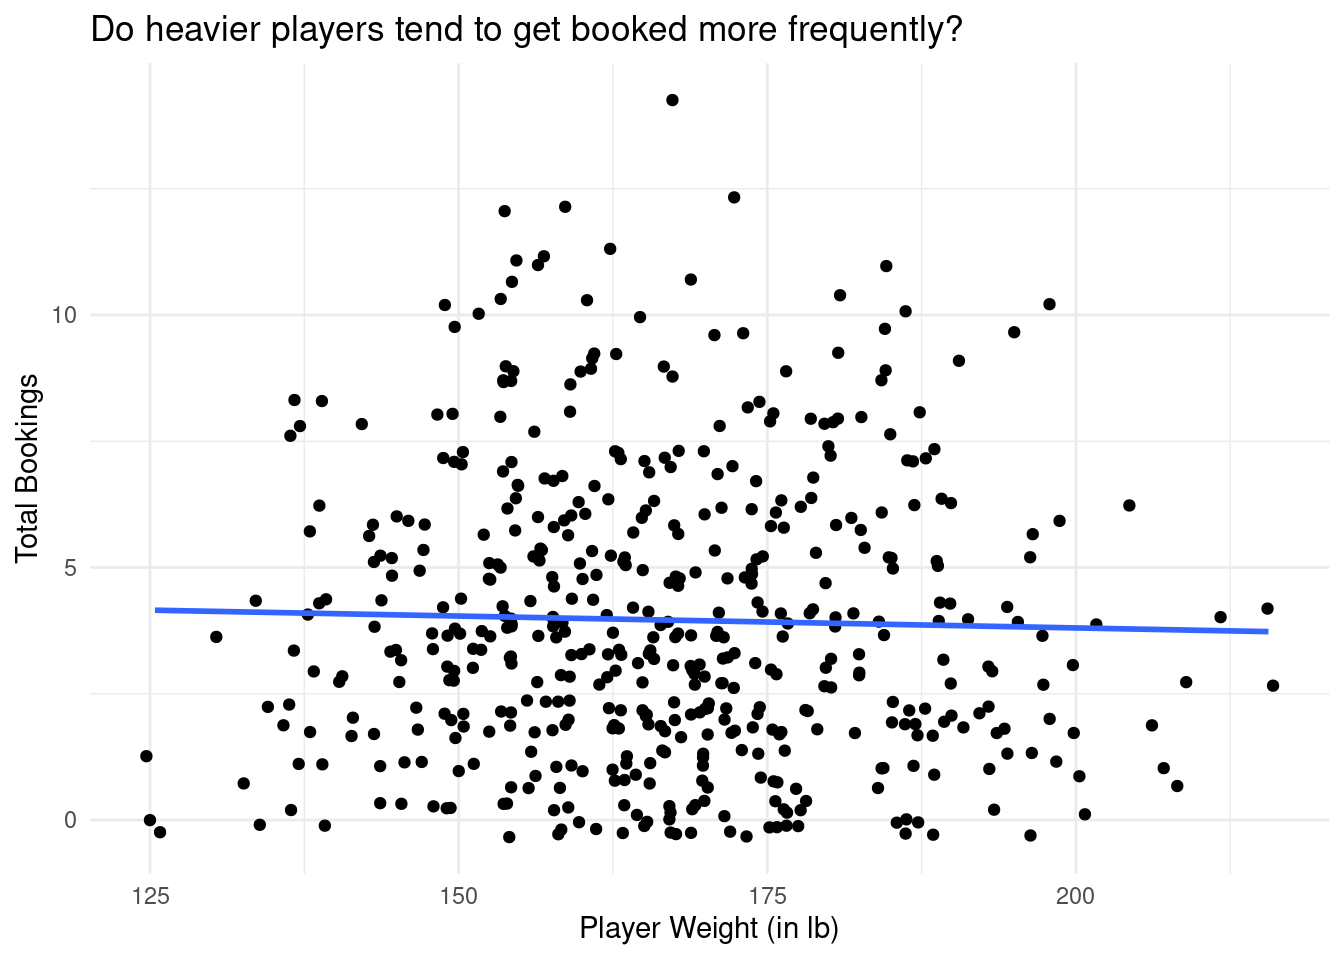 Do heavier players tend to get booked more frequently?
Total Bookings
10
5
0
125 150 175 200
Player Weight (in lb)